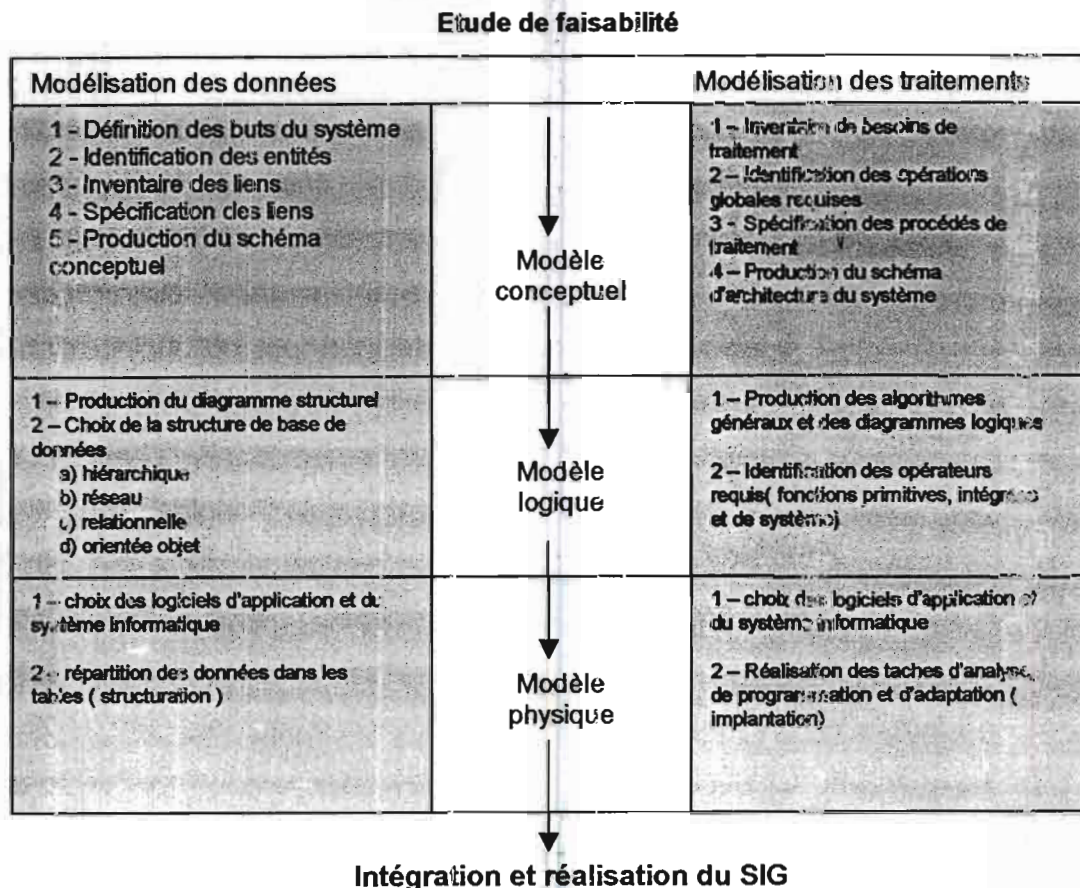 Etude de faisabilité
Modélisation des données
Modélisation des traitements
1 - Définition des buts du système
2 - Identification des entités
3 - Inventaire des liens
4 - Spécification des liens
5 - Production du schéma
conceptuel
Modèle
conceptuel
1 – Inventaire de besoins de
traitement
2 – Identification des opérations
globales requises
3 - Spécification des procédés de
traitement
4 – Production du schéma
d'architecture du système
1 – Production du diagramme structurel
2 – Choix de la structure de base de
données
a) hiérarchique
b) réseau
c) relationnelle
d) orientée objet
Modèle
logique
1 – Production des algorithmes
généraux et des diagrammes logiques
2 – Identification des opérateurs
requis( fonctions primitives, intégrées
et de système)
1 – choix des logiciels d'application et du
système informatique
2 – répartition des données dans les
tables ( structuration )
Modèle
physique
1 – choix des logiciels d'application et
du système informatique
2 – Réalisation des taches d'analyse,
de programmation et d'adaptation (
implantation)
Intégration et réalisation du SIG